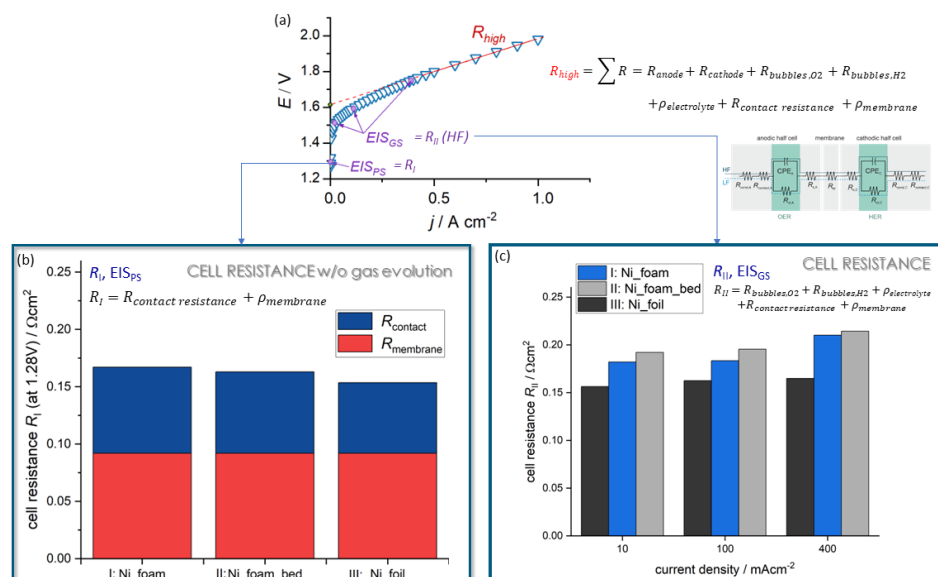 (a)
E / V
2.0
1.8
1.6
1.4
1.2
R_high
EIS_GS = R_II (HF)
EIS_PS = R_I
0.0 0.5 1.0
j / A cm⁻²
R_high = ∑ R = R_anode + R_cathode + R_bubbles,O2 + R_bubbles,H2
+ ρ_electrolyte + R_contact resistance + ρ_membrane
anodic half cell membrane cathodic half cell
HF
LF
OER HER
(b)
R_I, EIS_PS
CELL RESISTANCE w/o gas evolution
R_I = R_contact resistance + ρ_membrane
R_contact
R_membrane
cell resistance R_I (at 1.28V) / Ωcm²
0.25
0.20
0.15
0.10
0.05
0.00
I: Ni_foam II:Ni_foam_bed III: Ni_foil
(c)
I: Ni_foam
II: Ni_foam_bed
III: Ni_foil
R_II, EIS_GS
CELL RESISTANCE
R_II = R_bubbles,O2 + R_bubbles,H2 + ρ_electrolyte
+R_contact resistance + ρ_membrane
cell resistance R_II / Ωcm²
0.25
0.20
0.15
0.10
0.05
0.00
10 100 400
current density / mAcm⁻²